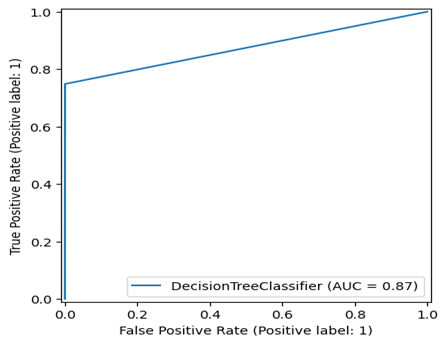 1.0
0.8
0.6
0.4
0.2
0.0
True Positive Rate (Positive label: 1)
DecisionTreeClassifier (AUC = 0.87)
0.0 0.2 0.4 0.6 0.8 1.0
False Positive Rate (Positive label: 1)